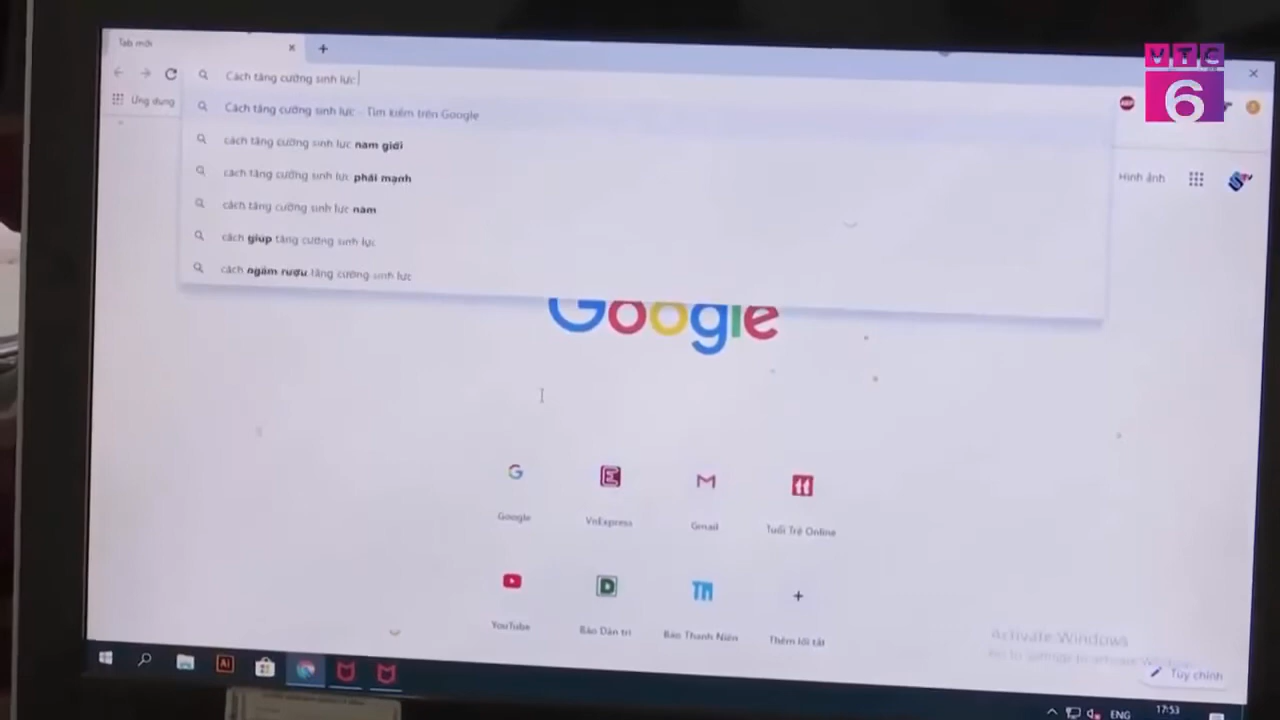 VTC
6
Tab mới
Cách tăng cường sinh lực
Ứng dụng
Cách tăng cường sinh lực - Tìm kiếm trên Google
cách tăng cường sinh lực nam giới
cách tăng cường sinh lực phái mạnh
cách tăng cường sinh lực nam
cách giúp tăng cường sinh lực
cách ngâm rượu tăng cường sinh lực
Hình ảnh
Google
Google
VnExpress
Gmail
Tuổi Trẻ Online
YouTube
Báo Dân trí
Báo Thanh Niên
Thêm lối tắt
Activate Windows
Tùy chỉnh
ENG
17:53